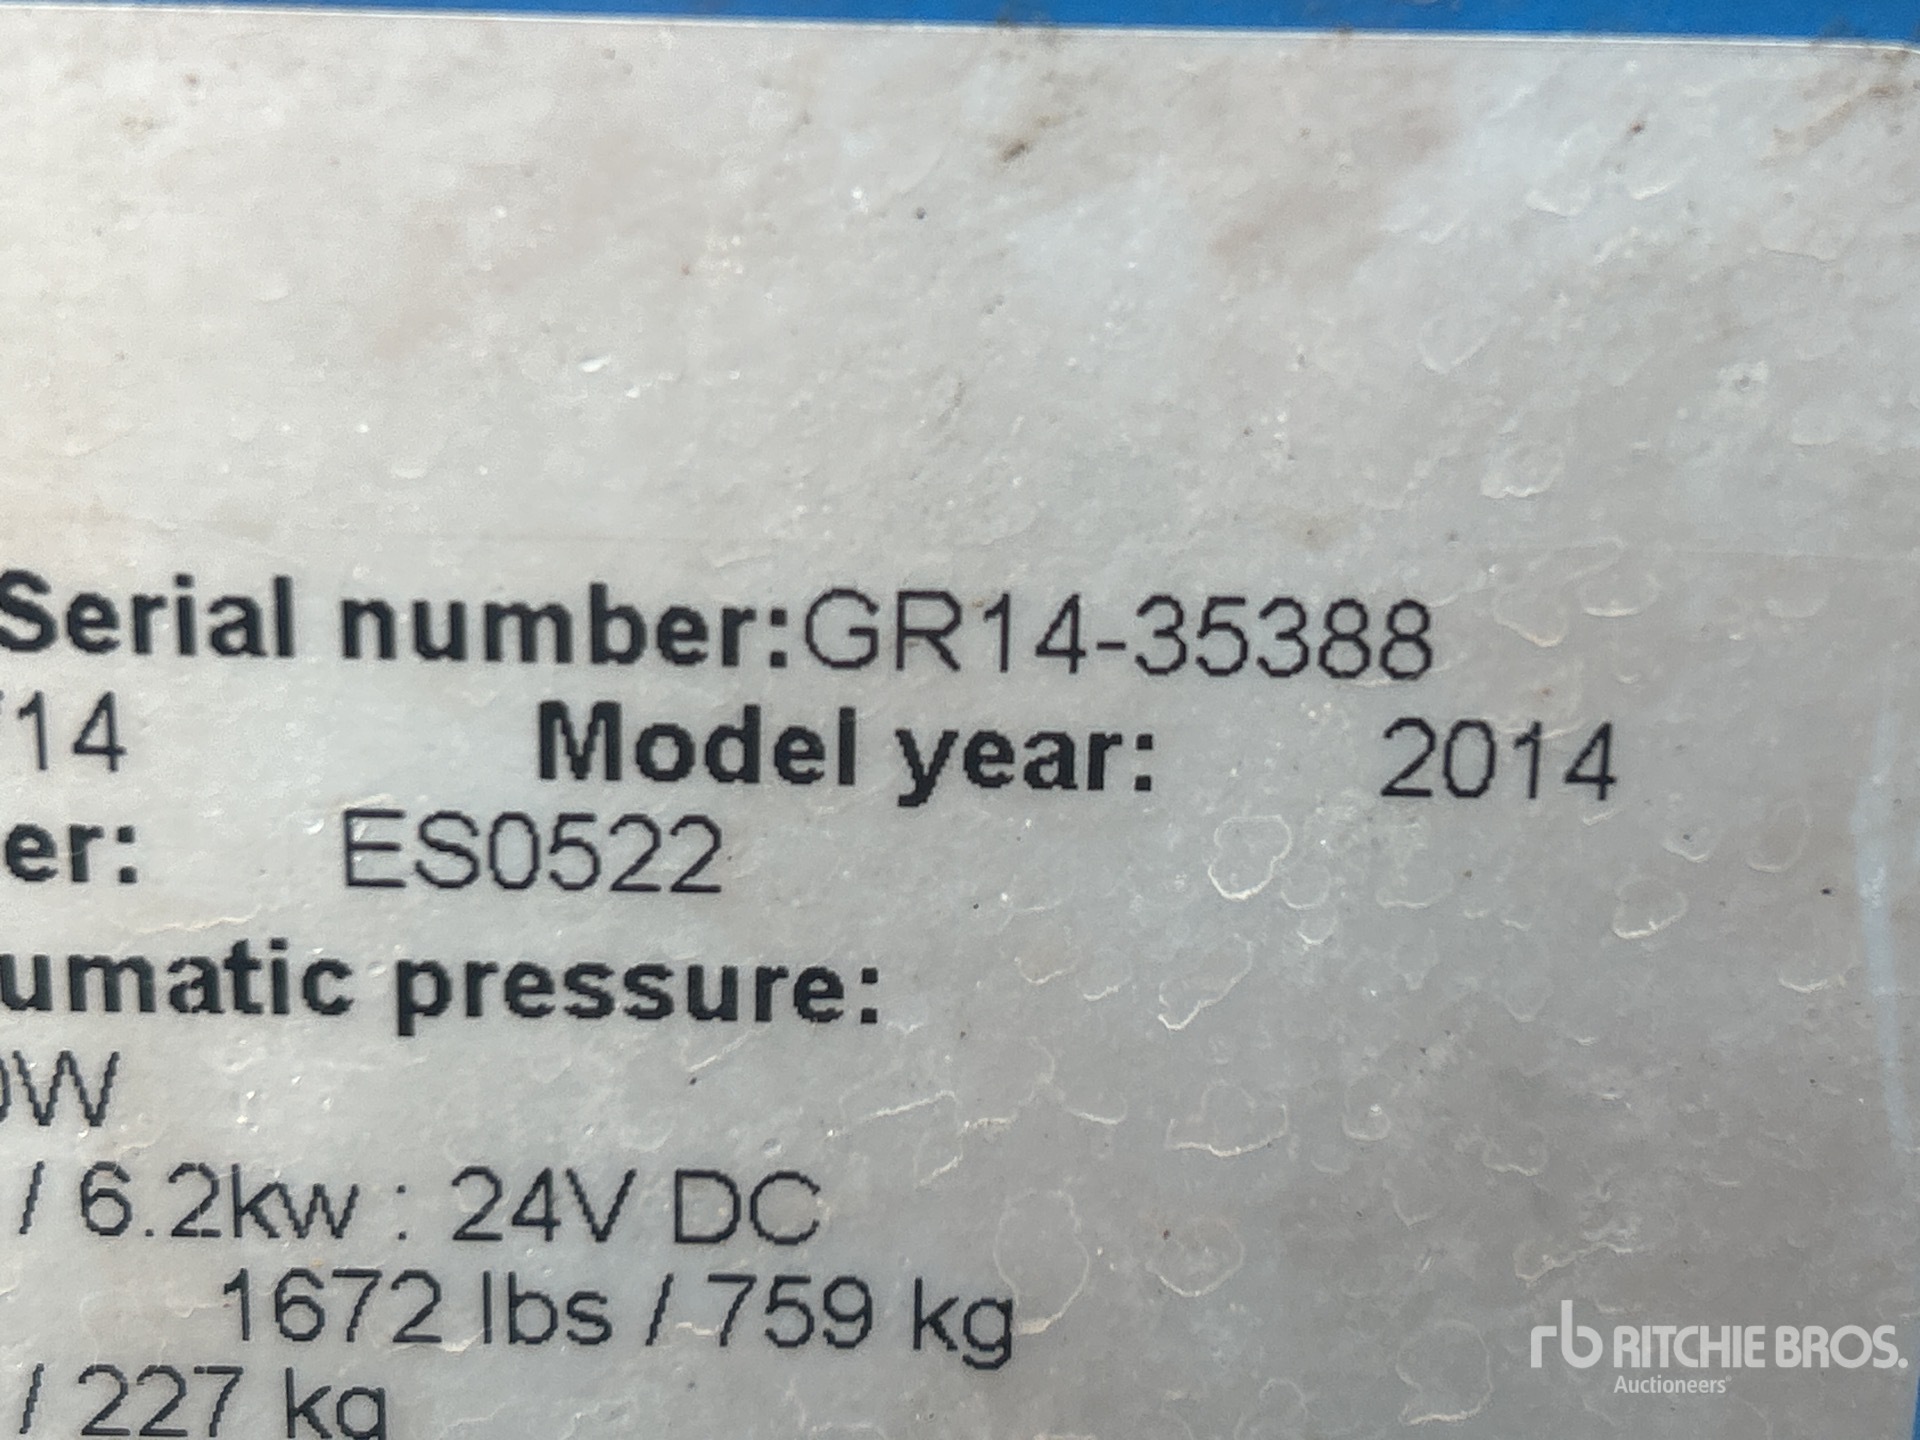 Serial number:GR14-35388
14 Model year: 2014
er: ES0522
umatic pressure:
W
/ 6.2kw : 24V DC
1672 lbs / 759 kg
/ 227 kg
rb RITCHIE BROS.
Auctioneers